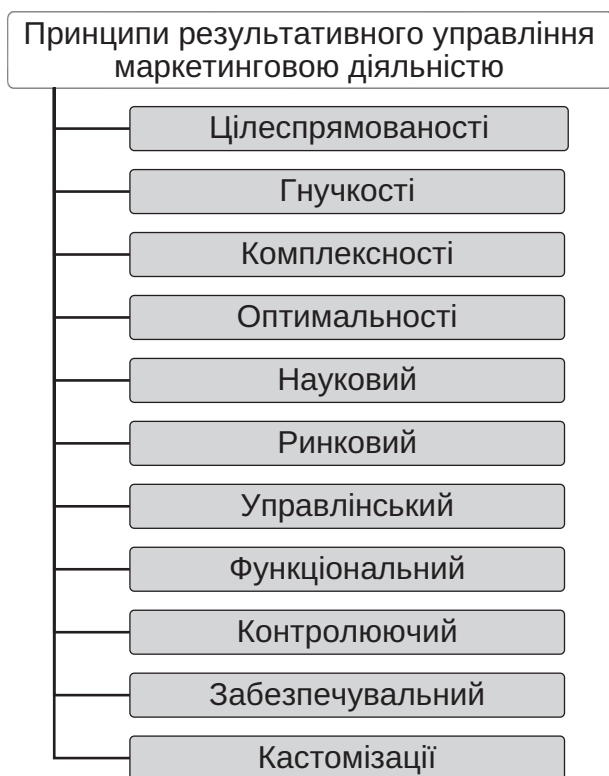 Принципи результативного управління
маркетинговою діяльністю
Цілеспрямованості
Гнучкості
Комплексності
Оптимальності
Науковий
Ринковий
Управлінський
Функціональний
Контролюючий
Забезпечувальний
Кастомізації